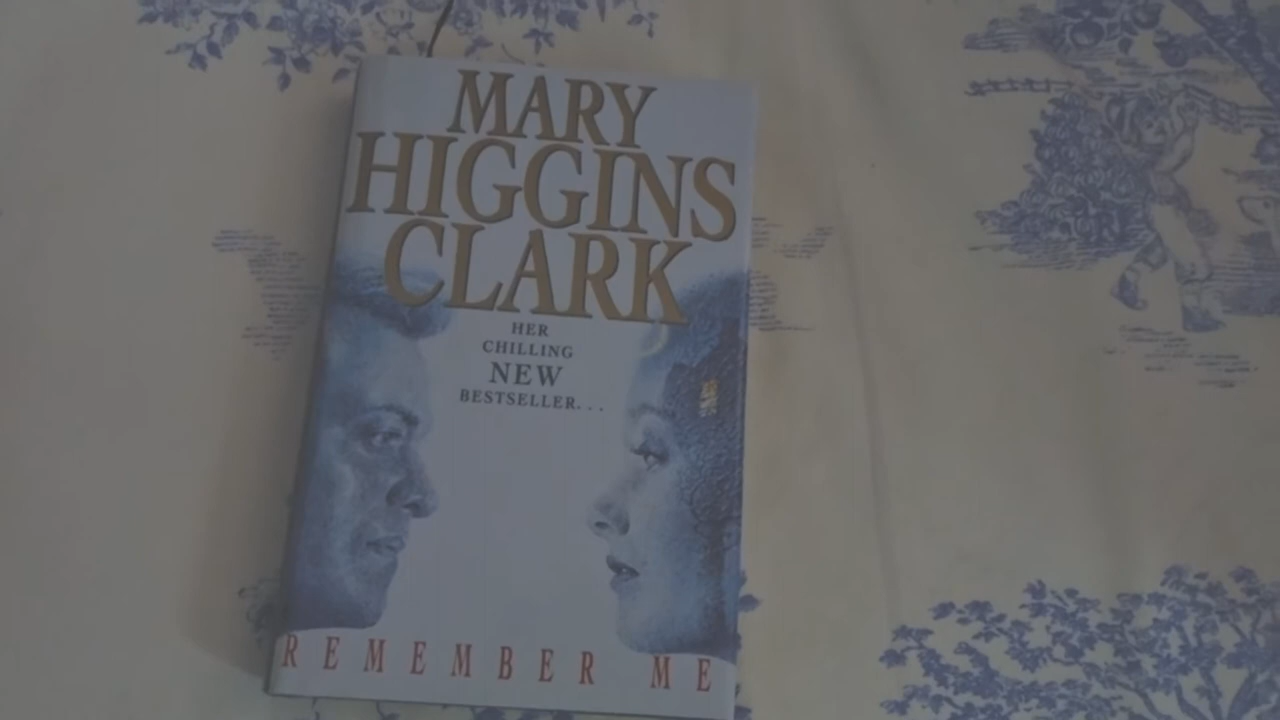 MARY
HIGGINS
CLARK
HER
CHILLING
NEW
BESTSELLER. . .
REMEMBER ME